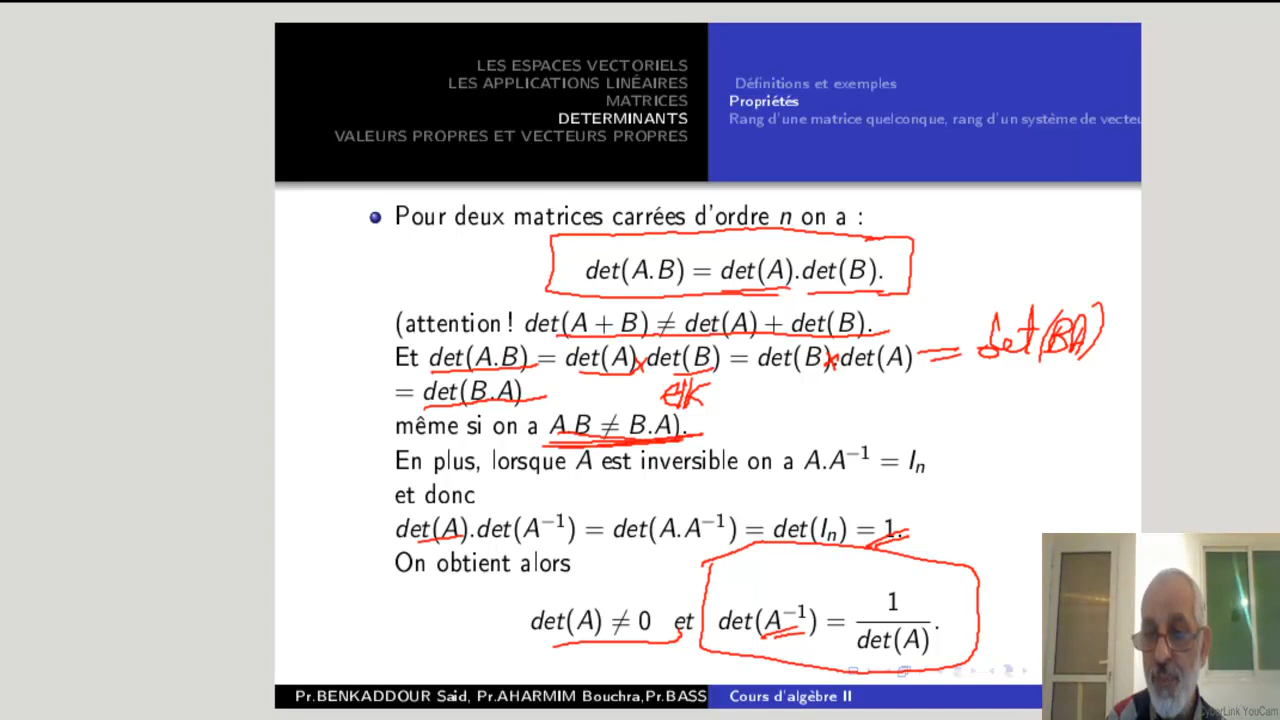 LES ESPACES VECTORIELS
LES APPLICATIONS LINÉAIRES
MATRICES
DETERMINANTS
VALEURS PROPRES ET VECTEURS PROPRES
Définitions et exemples
Propriétés
Rang d'une matrice quelconque, rang d'un système de vecteu
Pour deux matrices carrées d'ordre n on a :
det(A.B) = det(A).det(B).
(attention ! det(A + B) ≠ det(A) + det(B).
Et det(A.B) = det(A)×det(B) = det(B)×det(A) = det(BA)
= det(B.A)
∈ K
même si on a A.B ≠ B.A).
En plus, lorsque A est inversible on a A.A⁻¹ = Iₙ
et donc
det(A).det(A⁻¹) = det(A.A⁻¹) = det(Iₙ) = 1.
On obtient alors
det(A) ≠ 0 et det(A⁻¹) = 1/det(A).
Pr.BENKADDOUR Said, Pr.AHARMIM Bouchra,Pr.BASS
Cours d'algèbre II
CyberLink YouCam